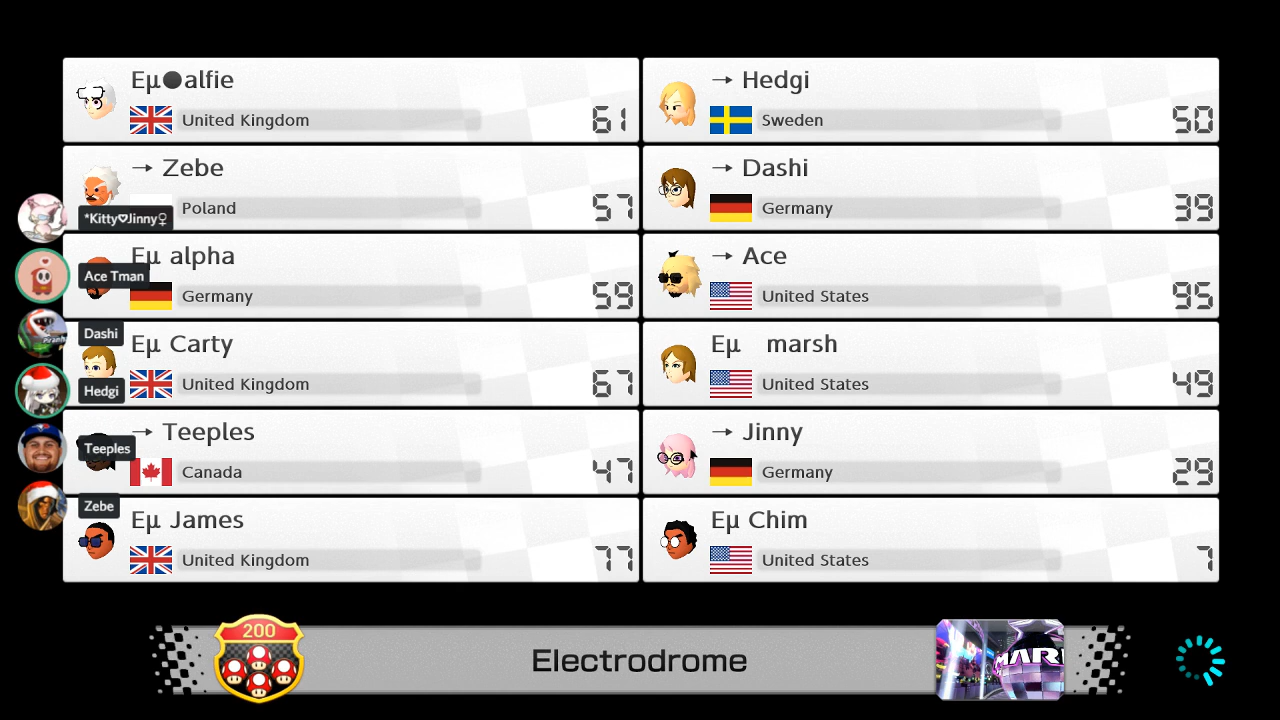 Eµ●alfie
United Kingdom 61
→ Hedgi
Sweden 50
→ Zebe
Poland 57
→ Dashi
Germany 39
*Kitty♡Jinny♀
Eµ alpha
Germany 59
→ Ace
United States 95
Ace Tman
Dashi
Eµ Carty
United Kingdom 67
Eµ　marsh
United States 49
Hedgi
→ Teeples
Canada 47
→ Jinny
Germany 29
Teeples
Zebe
Eµ James
United Kingdom 77
Eµ Chim
United States 7
200
Electrodrome
MARI